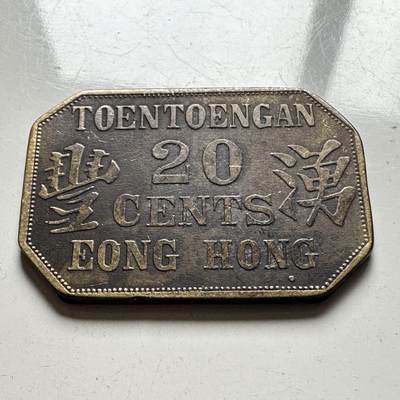 TOENTOENGAN
豐 20 湧
CENTS
EONG HONG